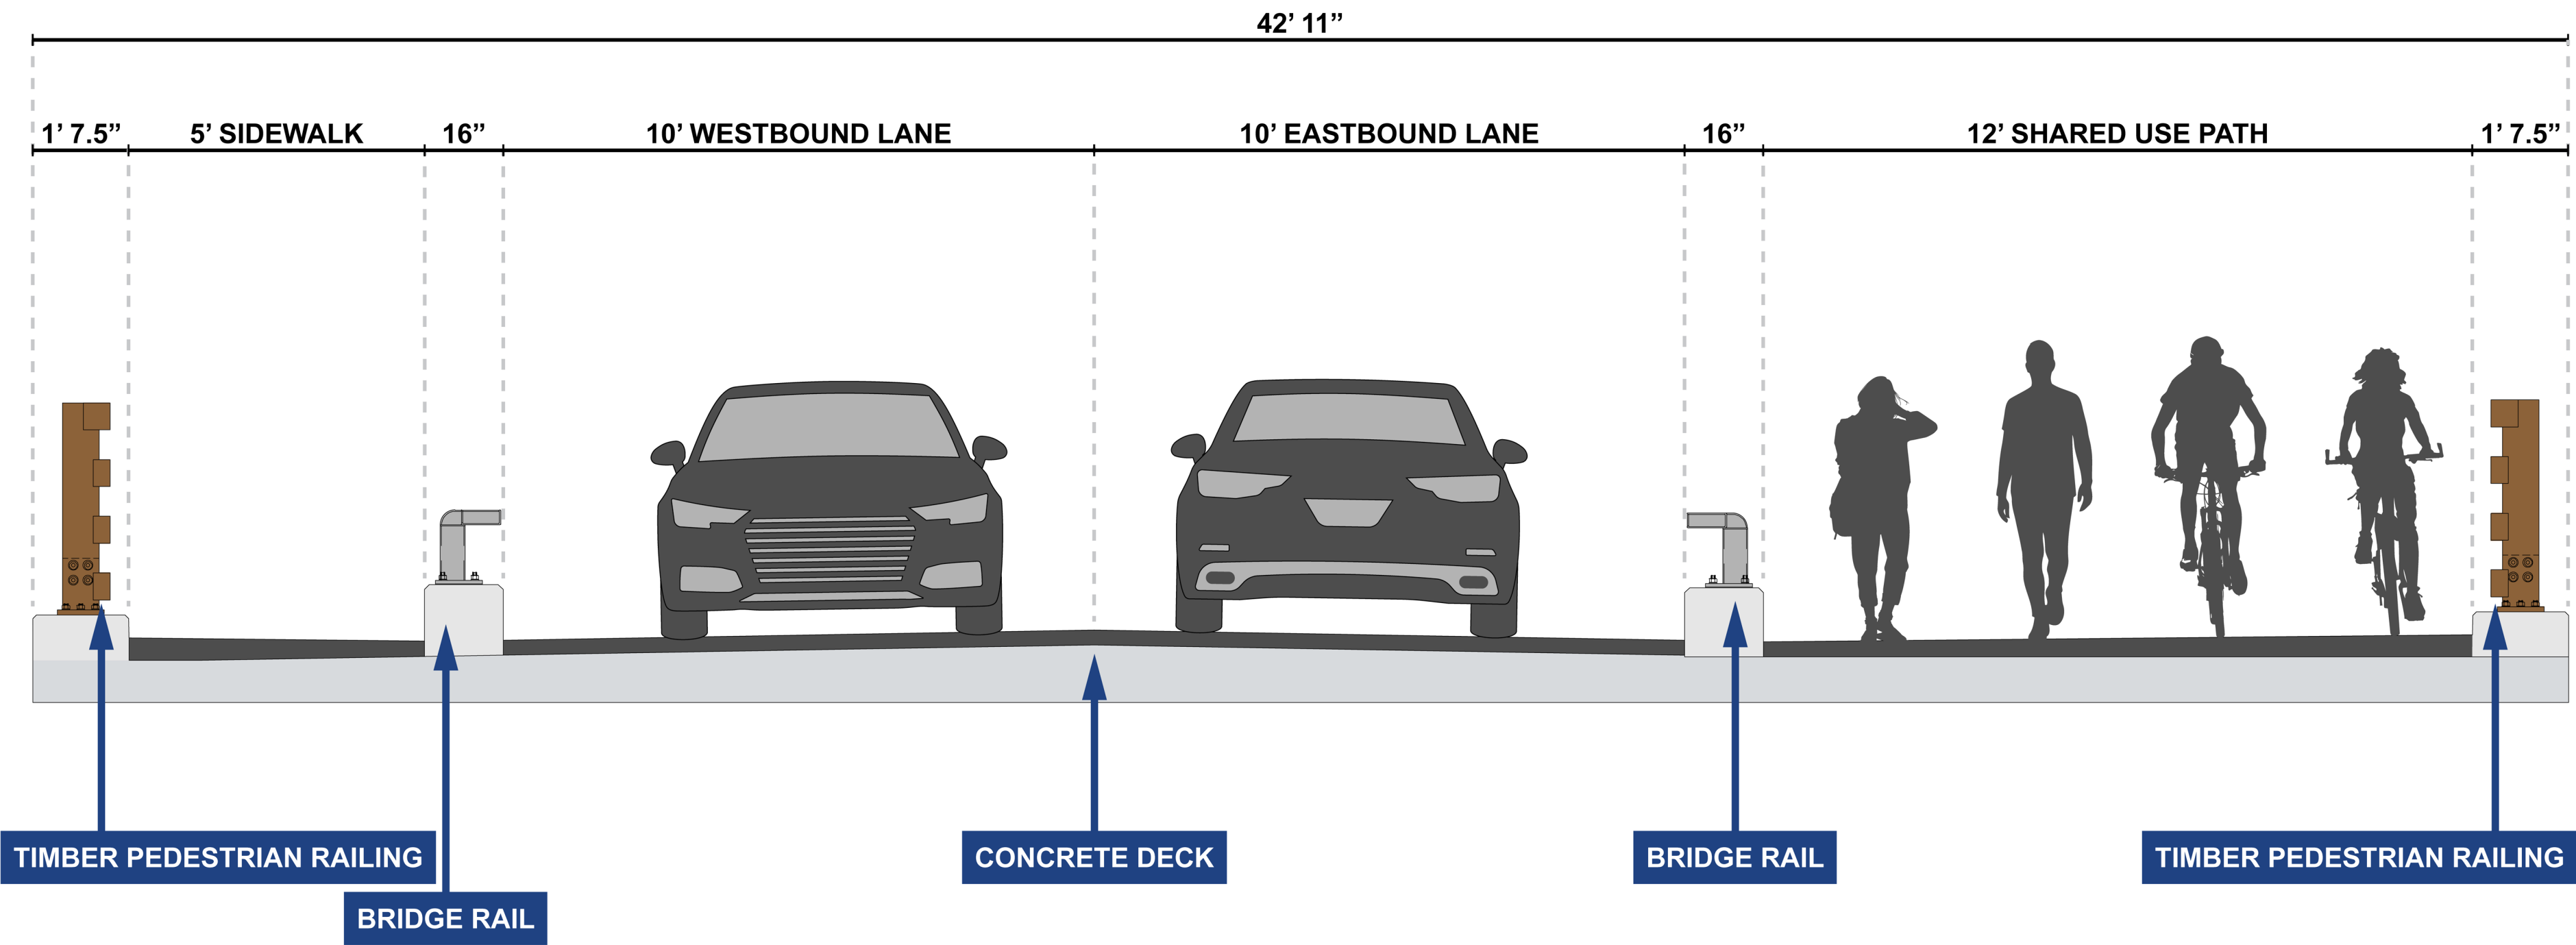 42’ 11”
1’ 7.5”
5’ SIDEWALK
16”
10’ WESTBOUND LANE
10’ EASTBOUND LANE
16”
12’ SHARED USE PATH
1’ 7.5”
TIMBER PEDESTRIAN RAILING
CONCRETE DECK
BRIDGE RAIL
TIMBER PEDESTRIAN RAILING
BRIDGE RAIL